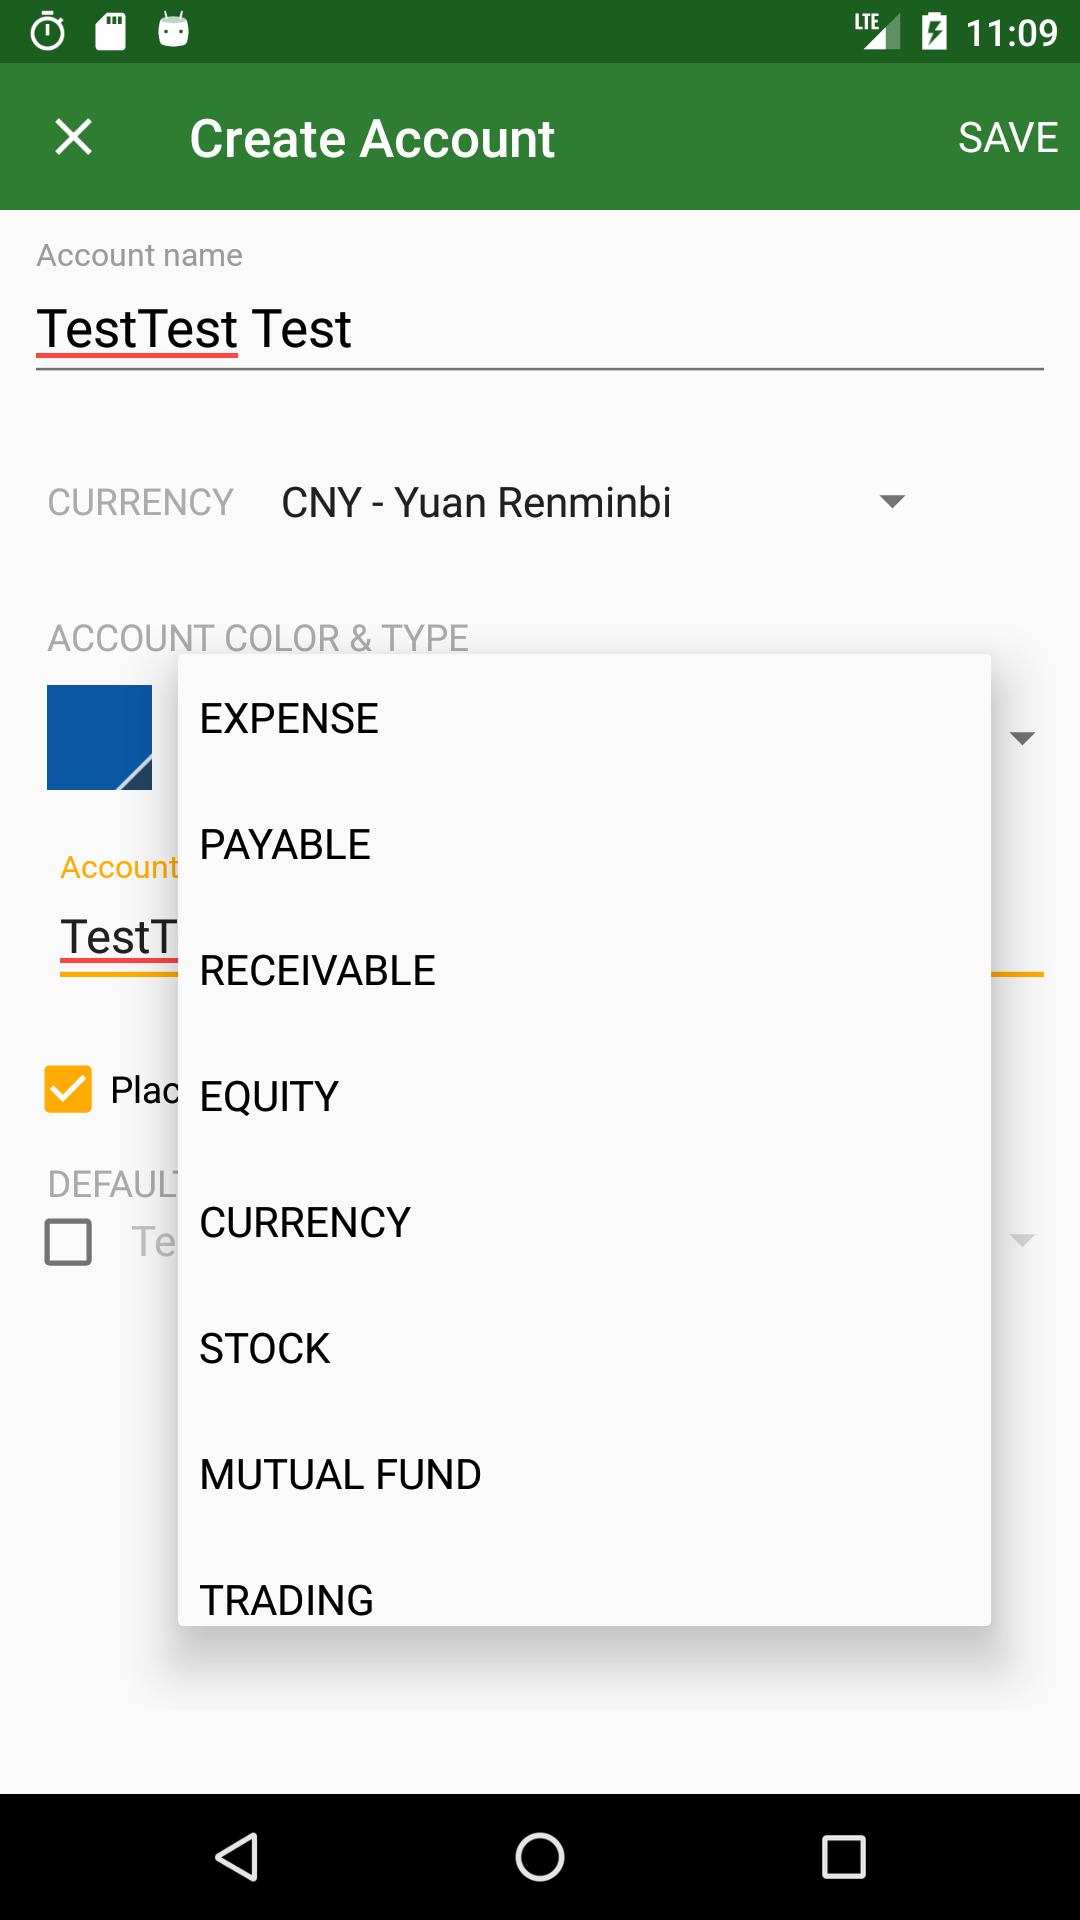 LTE 11:09
Create Account SAVE
Account name
TestTest Test
CURRENCY CNY - Yuan Renminbi
ACCOUNT COLOR & TYPE
EXPENSE
PAYABLE
Account
TestT
RECEIVABLE
Plac
EQUITY
DEFAUL
CURRENCY
Te
STOCK
MUTUAL FUND
TRADING